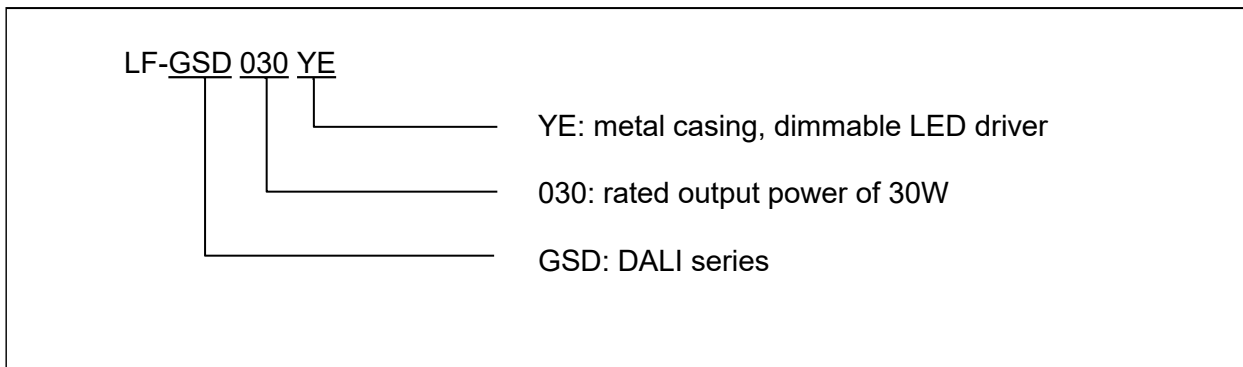 LF-GSD 030 YE
YE: metal casing, dimmable LED driver
030: rated output power of 30W
GSD: DALI series